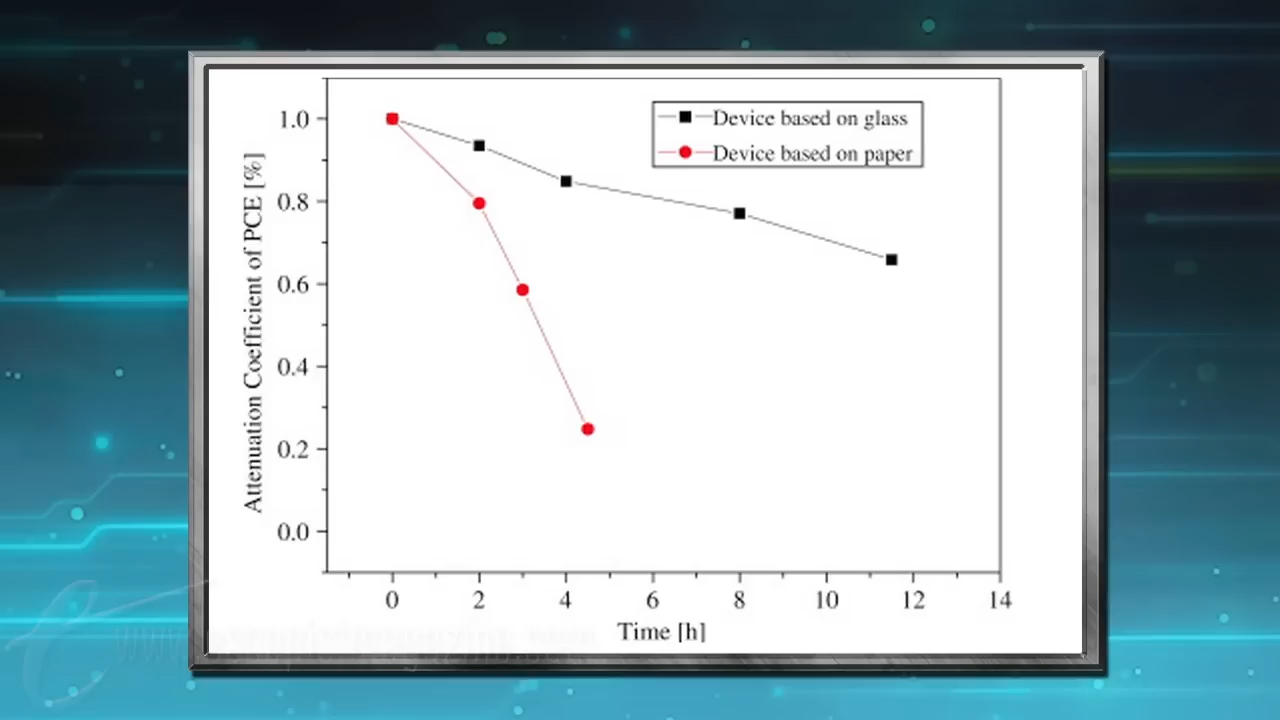 Device based on glass
Device based on paper
1.0
0.8
0.6
0.4
0.2
0.0
Attenuation Coefficient of PCE [%]
0 2 4 6 8 10 12 14
Time [h]